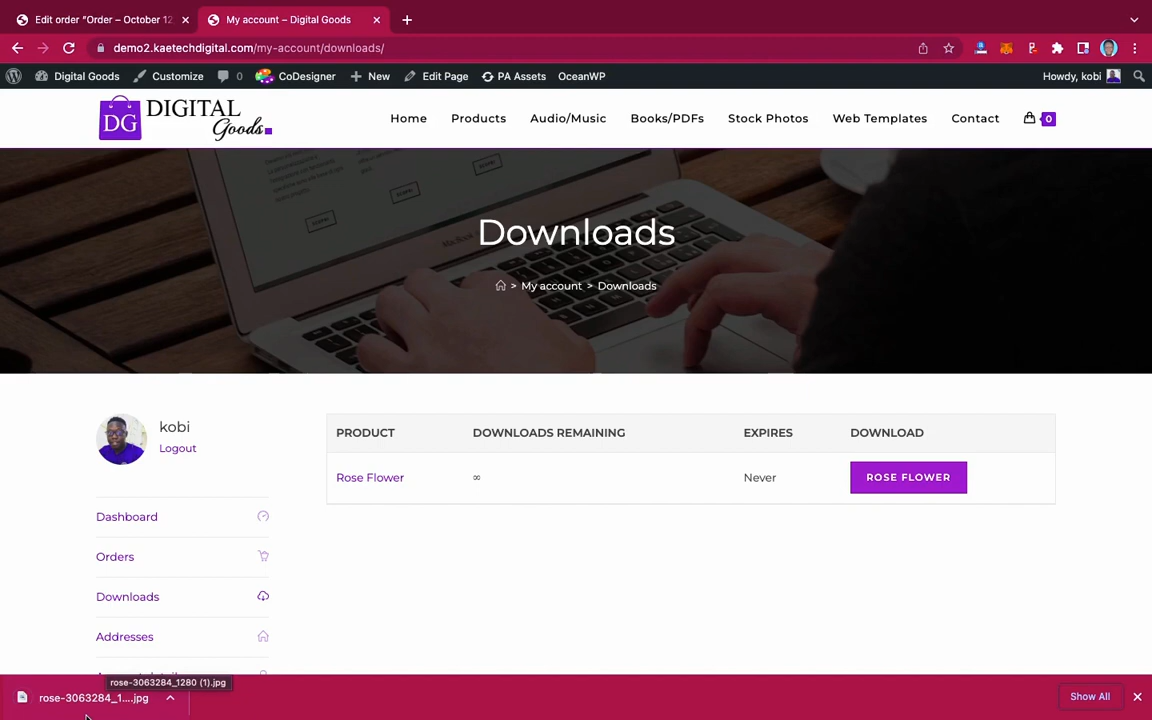 Edit order “Order – October 12
My account – Digital Goods
demo2.kaetechdigital.com/my-account/downloads/
Digital Goods
Customize
0
CoDesigner
New
Edit Page
PA Assets
OceanWP
Howdy, kobi
DG
DIGITAL
Goods
Home
Products
Audio/Music
Books/PDFs
Stock Photos
Web Templates
Contact
0
Downloads
> My account > Downloads
kobi
Logout
PRODUCT
DOWNLOADS REMAINING
EXPIRES
DOWNLOAD
Rose Flower
∞
Never
ROSE FLOWER
Dashboard
Orders
Downloads
Addresses
rose-3063284_1280 (1).jpg
rose-3063284_1....jpg
Show All